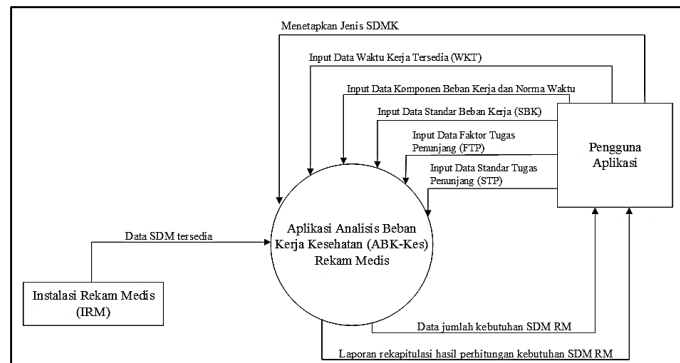 Menetapkan Jenis SDMK
Input Data Waktu Kerja Tersedia (WKT)
Input Data Komponen Beban Kerja dan Norma Waktu
Input Data Standar Beban Kerja (SBK)
Input Data Faktor Tugas
Penunjang (FTP)
Input Data Standar Tugas
Penunjang (STP)
Pengguna
Aplikasi
Aplikasi Analisis Beban
Kerja Kesehatan (ABK-Kes)
Rekam Medis
Data SDM tersedia
Instalasi Rekam Medis
(IRM)
Data jumlah kebutuhan SDM RM
Laporan rekapitulasi hasil perhitungan kebutuhan SDM RM